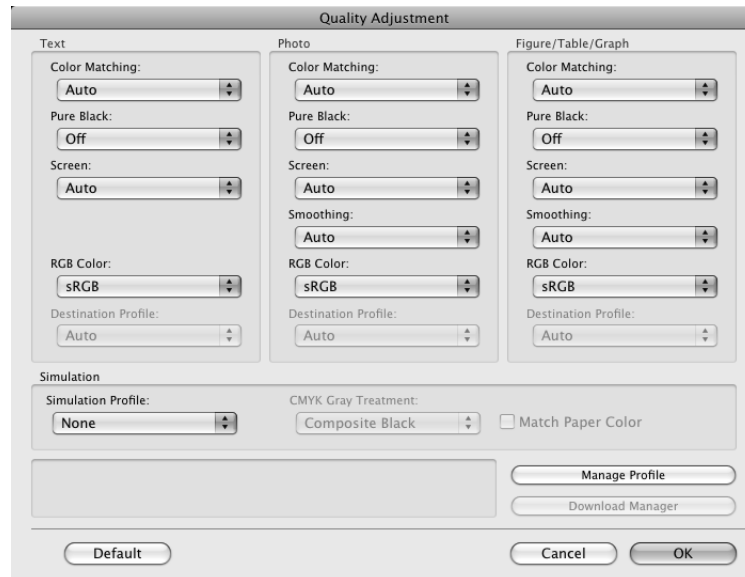 Quality Adjustment
Text
Color Matching:
Auto
Pure Black:
Off
Screen:
Auto
RGB Color:
sRGB
Destination Profile:
Auto
Photo
Color Matching:
Auto
Pure Black:
Off
Screen:
Auto
Smoothing:
Auto
RGB Color:
sRGB
Destination Profile:
Auto
Figure/Table/Graph
Color Matching:
Auto
Pure Black:
Off
Screen:
Auto
Smoothing:
Auto
RGB Color:
sRGB
Destination Profile:
Auto
Simulation
Simulation Profile:
None
CMYK Gray Treatment:
Composite Black
Match Paper Color
Manage Profile
Download Manager
Default
Cancel
OK